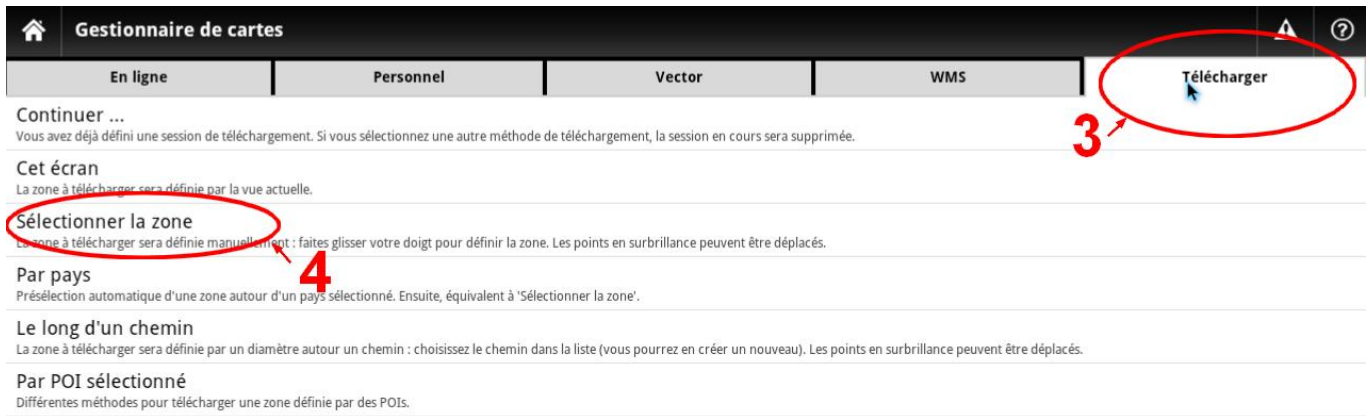 Gestionnaire de cartes
En ligne Personnel Vector WMS Télécharger
3
Continuer ...
Vous avez déjà défini une session de téléchargement. Si vous sélectionnez une autre méthode de téléchargement, la session en cours sera supprimée.
Cet écran
La zone à télécharger sera définie par la vue actuelle.
Sélectionner la zone
La zone à télécharger sera définie manuellement : faites glisser votre doigt pour définir la zone. Les points en surbrillance peuvent être déplacés.
4
Par pays
Présélection automatique d'une zone autour d'un pays sélectionné. Ensuite, équivalent à 'Sélectionner la zone'.
Le long d'un chemin
La zone à télécharger sera définie par un diamètre autour un chemin : choisissez le chemin dans la liste (vous pourrez en créer un nouveau). Les points en surbrillance peuvent être déplacés.
Par POI sélectionné
Différentes méthodes pour télécharger une zone définie par des POIs.